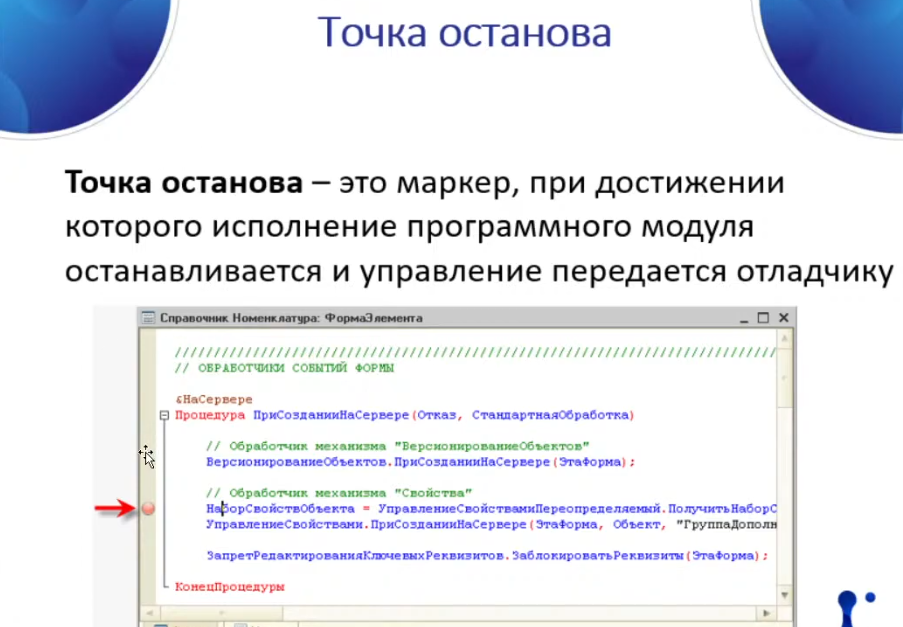 Точка останова
Точка останова – это маркер, при достижении
которого исполнение программного модуля
останавливается и управление передается отладчику
Справочник Номенклатура: ФормаЭлемента
////////////////////////////////////////////////////////////////////////////
// ОБРАБОТЧИКИ СОБЫТИЙ ФОРМЫ
&НаСервере
Процедура ПриСозданииНаСервере(Отказ, СтандартнаяОбработка)
// Обработчик механизма "ВерсионированиеОбъектов"
ВерсионированиеОбъектов.ПриСозданииНаСервере(ЭтаФорма);
// Обработчик механизма "Свойства"
НаборСвойствОбъекта = УправлениеСвойствамиПереопределяемый.ПолучитьНаборС
УправлениеСвойствами.ПриСозданииНаСервере(ЭтаФорма, Объект, "ГруппаДополн
ЗапретРедактированияКлючевыхРеквизитов.ЗаблокироватьРеквизиты(ЭтаФорма);
КонецПроцедуры